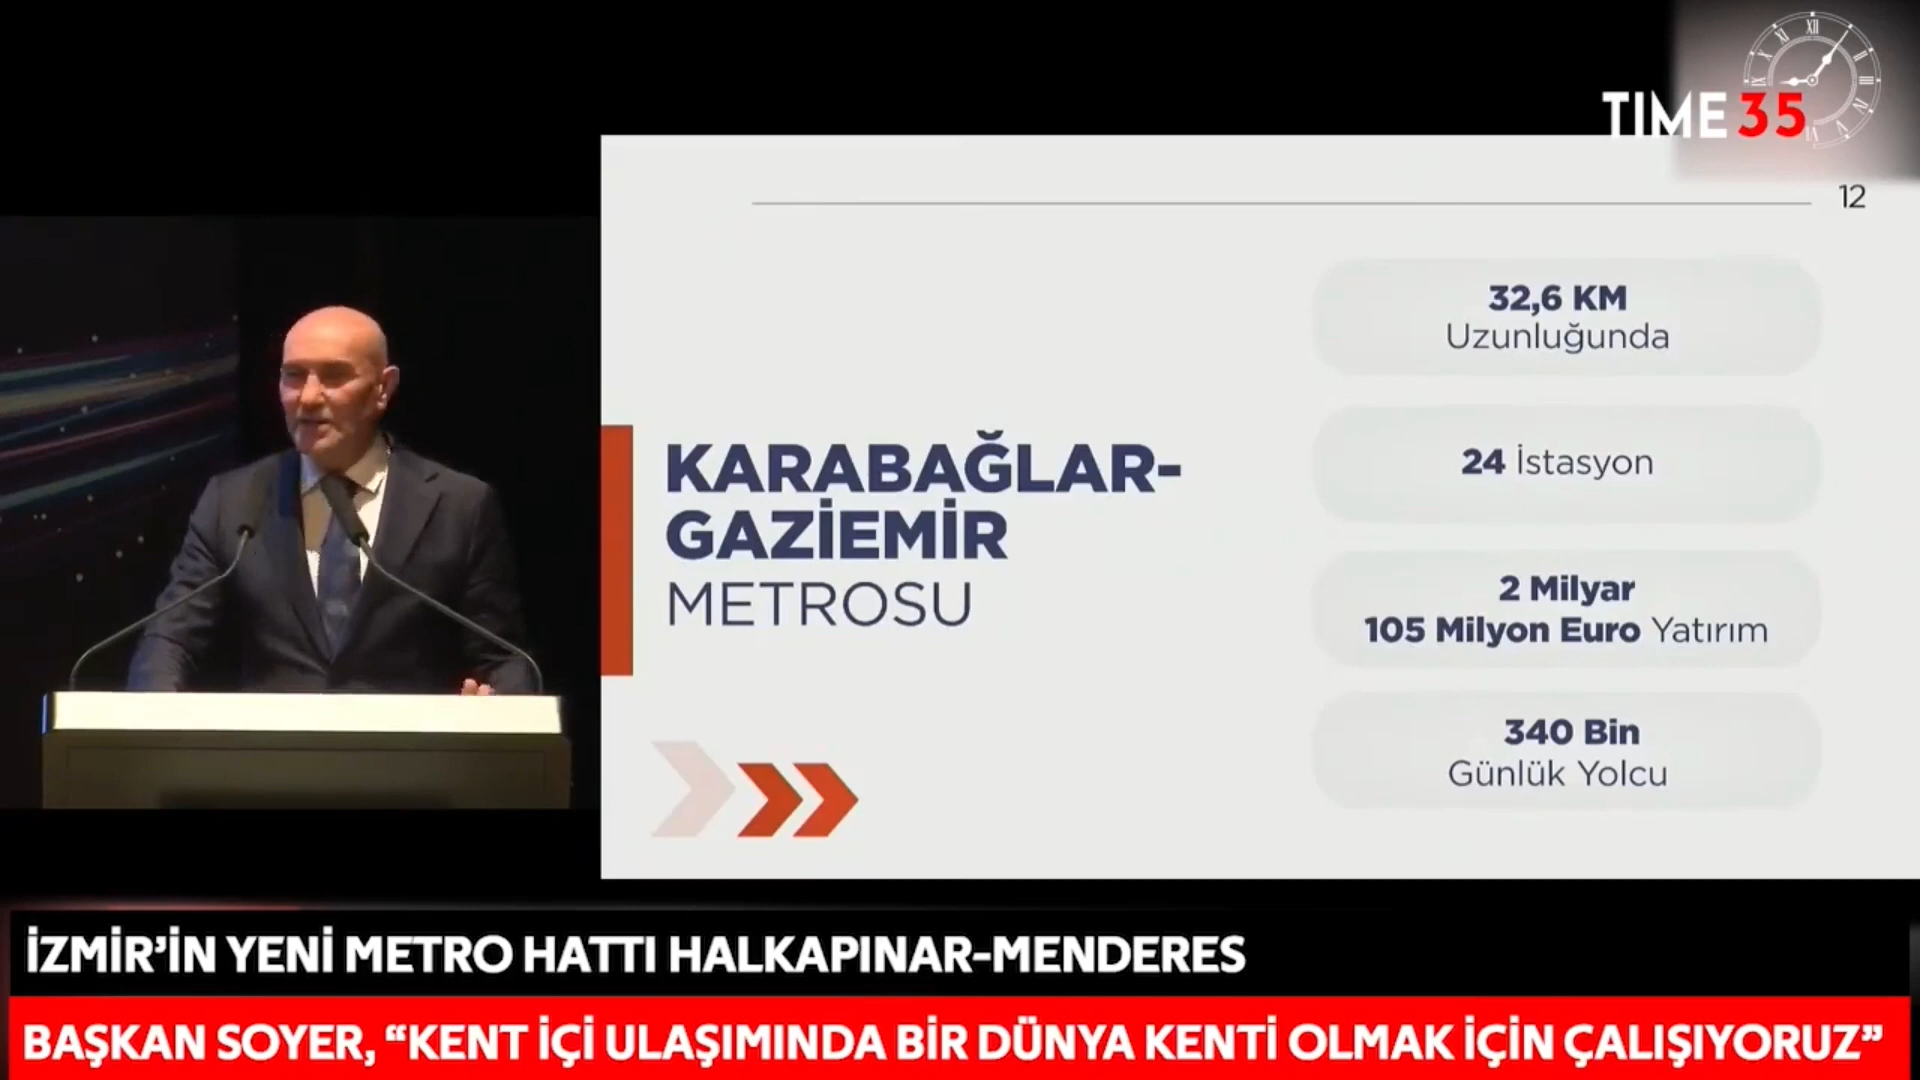 TIME 35
12
KARABAĞLAR-
GAZİEMİR
METROSU
32,6 KM
Uzunluğunda
24 İstasyon
2 Milyar
105 Milyon Euro Yatırım
340 Bin
Günlük Yolcu
İZMİR’İN YENİ METRO HATTI HALKAPINAR-MENDERES
BAŞKAN SOYER, “KENT İÇİ ULAŞIMINDA BİR DÜNYA KENTİ OLMAK İÇİN ÇALIŞIYORUZ”